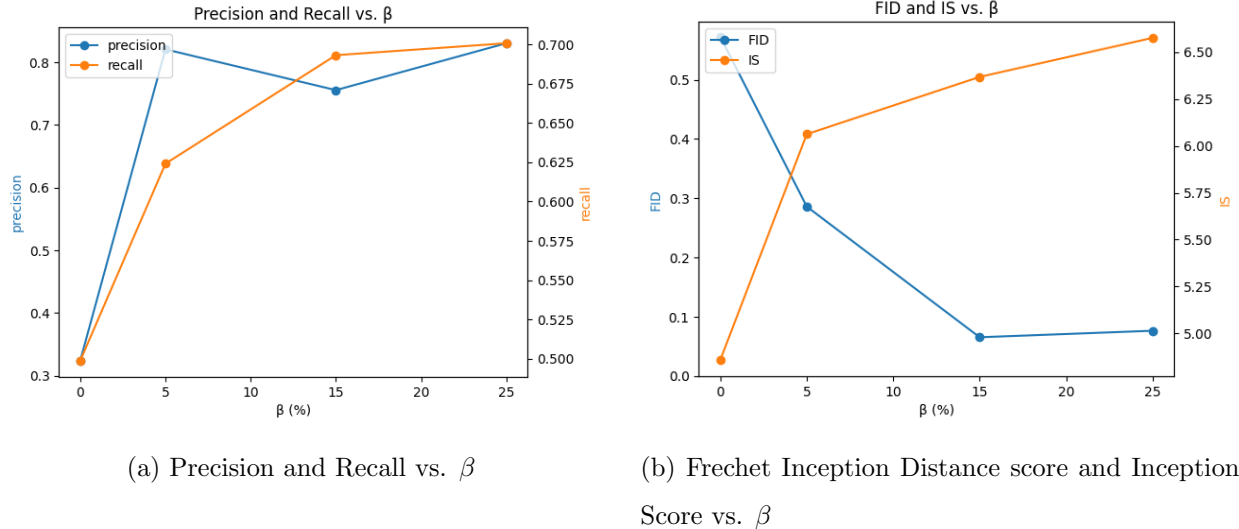 Precision and Recall vs. β
precision
recall
0.8
0.7
0.6
0.5
0.4
0.3
precision
0.700
0.675
0.650
0.625
0.600
0.575
0.550
0.525
0.500
recall
0 5 10 15 20 25
β (%)
(a) Precision and Recall vs. β
FID and IS vs. β
FID
IS
0.5
0.4
0.3
0.2
0.1
0.0
FID
6.50
6.25
6.00
5.75
5.50
5.25
5.00
IS
0 5 10 15 20 25
β (%)
(b) Frechet Inception Distance score and Inception
Score vs. β